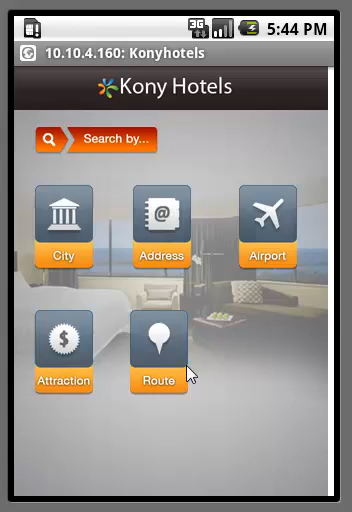 3G
5:44 PM
10.10.4.160: Konyhotels
Kony Hotels
Search by...
City
@
Address
Airport
$
Attraction
Route